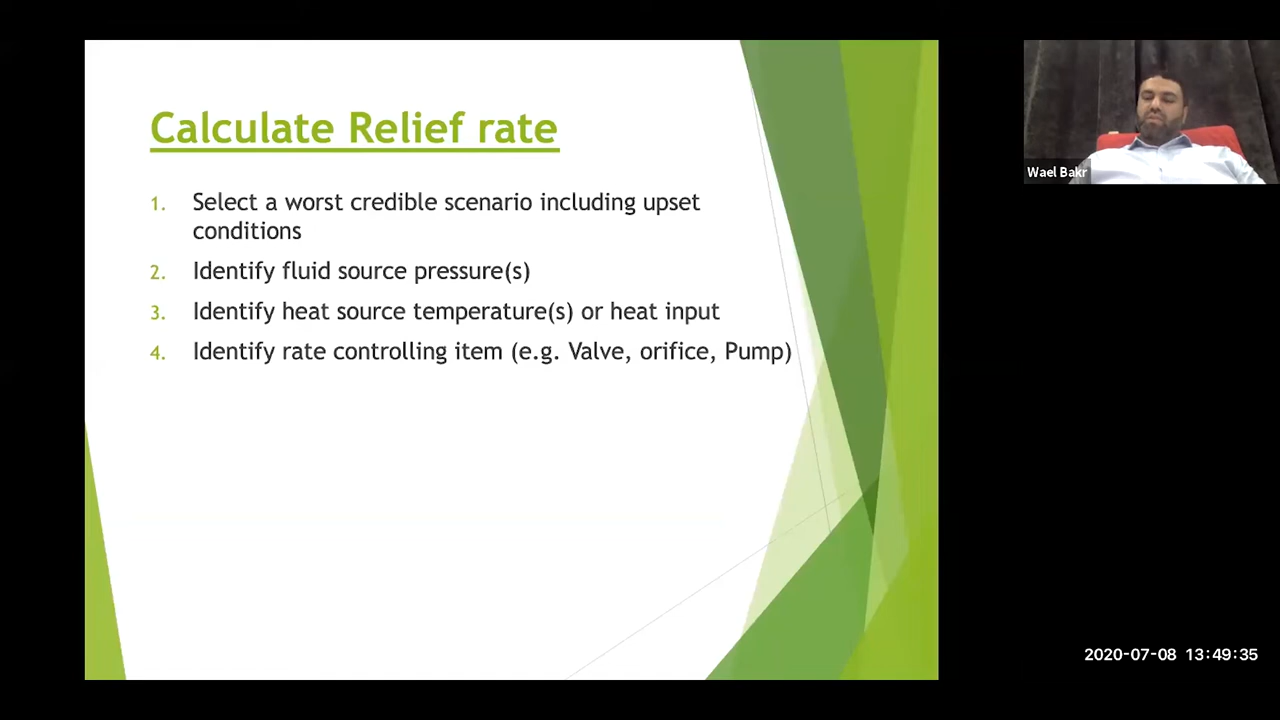 Calculate Relief rate
1. Select a worst credible scenario including upset
conditions
2. Identify fluid source pressure(s)
3. Identify heat source temperature(s) or heat input
4. Identify rate controlling item (e.g. Valve, orifice, Pump)
Wael Bakr
2020-07-08 13:49:35